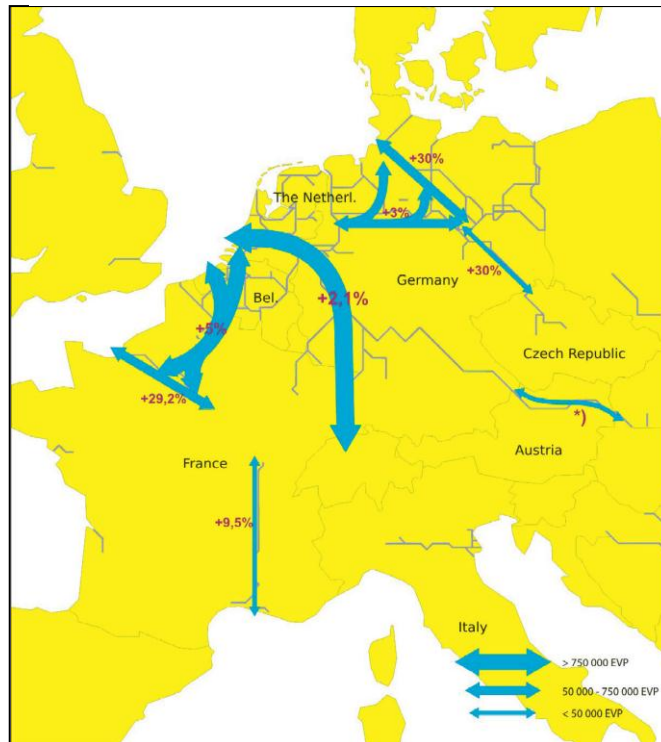 +30%
The Netherl.
+3%
Germany
+30%
Bel.
+2,1%
+5%
Czech Republic
+29,2%
*)
Austria
France
+9,5%
Italy
> 750 000 EVP
50 000 - 750 000 EVP
< 50 000 EVP